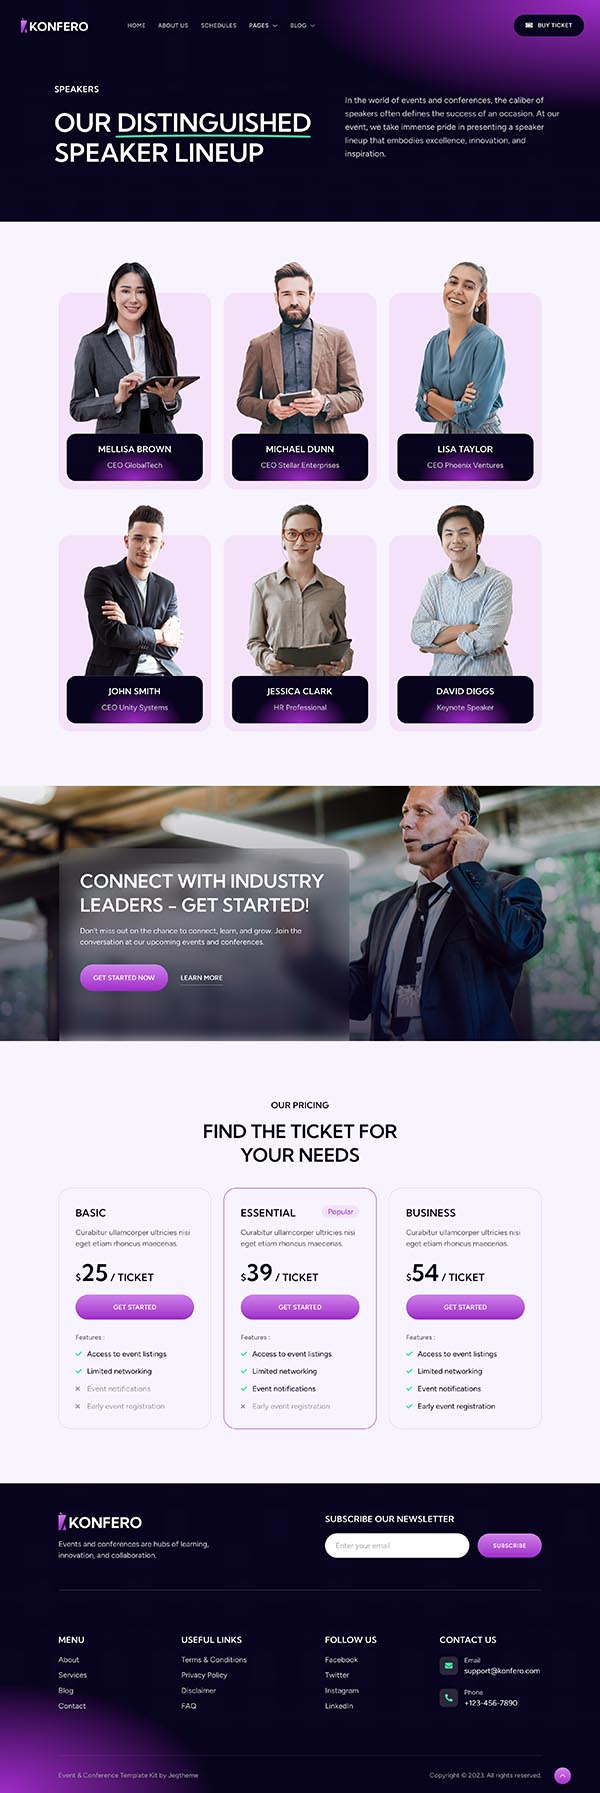 KONFERO
HOME ABOUT US SCHEDULES PAGES BLOG
BUY TICKET
SPEAKERS
OUR DISTINGUISHED
SPEAKER LINEUP
In the world of events and conferences, the caliber of
speakers often defines the success of an occasion. At our
event, we take immense pride in presenting a speaker
lineup that embodies excellence, innovation, and
inspiration.
MELLISA BROWN
CEO GlobalTech
MICHAEL DUNN
CEO Stellar Enterprises
LISA TAYLOR
CEO Phoenix Ventures
JOHN SMITH
CEO Unity Systems
JESSICA CLARK
HR Professional
DAVID DIGGS
Keynote Speaker
CONNECT WITH INDUSTRY
LEADERS - GET STARTED!
Don't miss out on the chance to connect, learn, and grow. Join the
conversation at our upcoming events and conferences.
GET STARTED NOW
LEARN MORE
OUR PRICING
FIND THE TICKET FOR
YOUR NEEDS
BASIC
Curabitur ullamcorper ultricies nisi
eget etiam rhoncus maecenas.
$25 / TICKET
GET STARTED
Features :
Access to event listings
Limited networking
Event notifications
Early event registration
ESSENTIAL
Popular
Curabitur ullamcorper ultricies nisi
eget etiam rhoncus maecenas.
$39 / TICKET
GET STARTED
Features :
Access to event listings
Limited networking
Event notifications
Early event registration
BUSINESS
Curabitur ullamcorper ultricies nisi
eget etiam rhoncus maecenas.
$54 / TICKET
GET STARTED
Features :
Access to event listings
Limited networking
Event notifications
Early event registration
KONFERO
Events and conferences are hubs of learning,
innovation, and collaboration.
SUBSCRIBE OUR NEWSLETTER
Enter your email
SUBSCRIBE
MENU
About
Services
Blog
Contact
USEFUL LINKS
Terms & Conditions
Privacy Policy
Disclaimer
FAQ
FOLLOW US
Facebook
Twitter
Instagram
LinkedIn
CONTACT US
Email
support@konfero.com
Phone
+123-456-7890
Event & Conference Template Kit by Jegtheme
Copyright © 2023. All rights reserved.